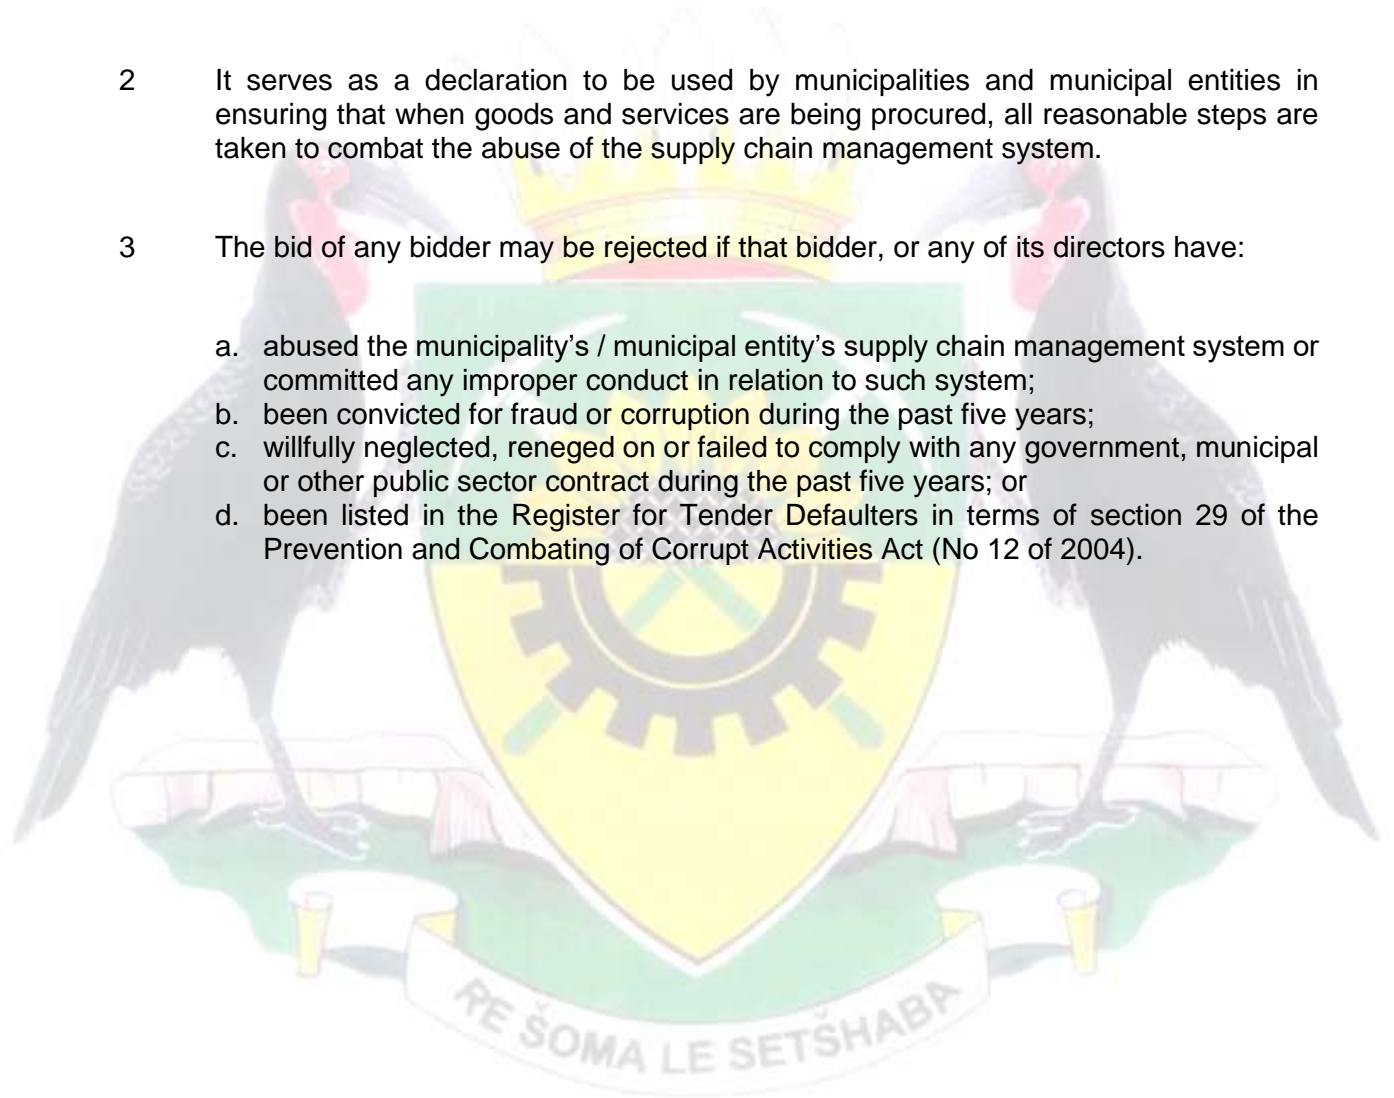 2 It serves as a declaration to be used by municipalities and municipal entities in
ensuring that when goods and services are being procured, all reasonable steps are
taken to combat the abuse of the supply chain management system.
3 The bid of any bidder may be rejected if that bidder, or any of its directors have:
a. abused the municipality’s / municipal entity’s supply chain management system or
committed any improper conduct in relation to such system;
b. been convicted for fraud or corruption during the past five years;
c. willfully neglected, reneged on or failed to comply with any government, municipal
or other public sector contract during the past five years; or
d. been listed in the Register for Tender Defaulters in terms of section 29 of the
Prevention and Combating of Corrupt Activities Act (No 12 of 2004).
RE ŠOMA LE SETŠHABA